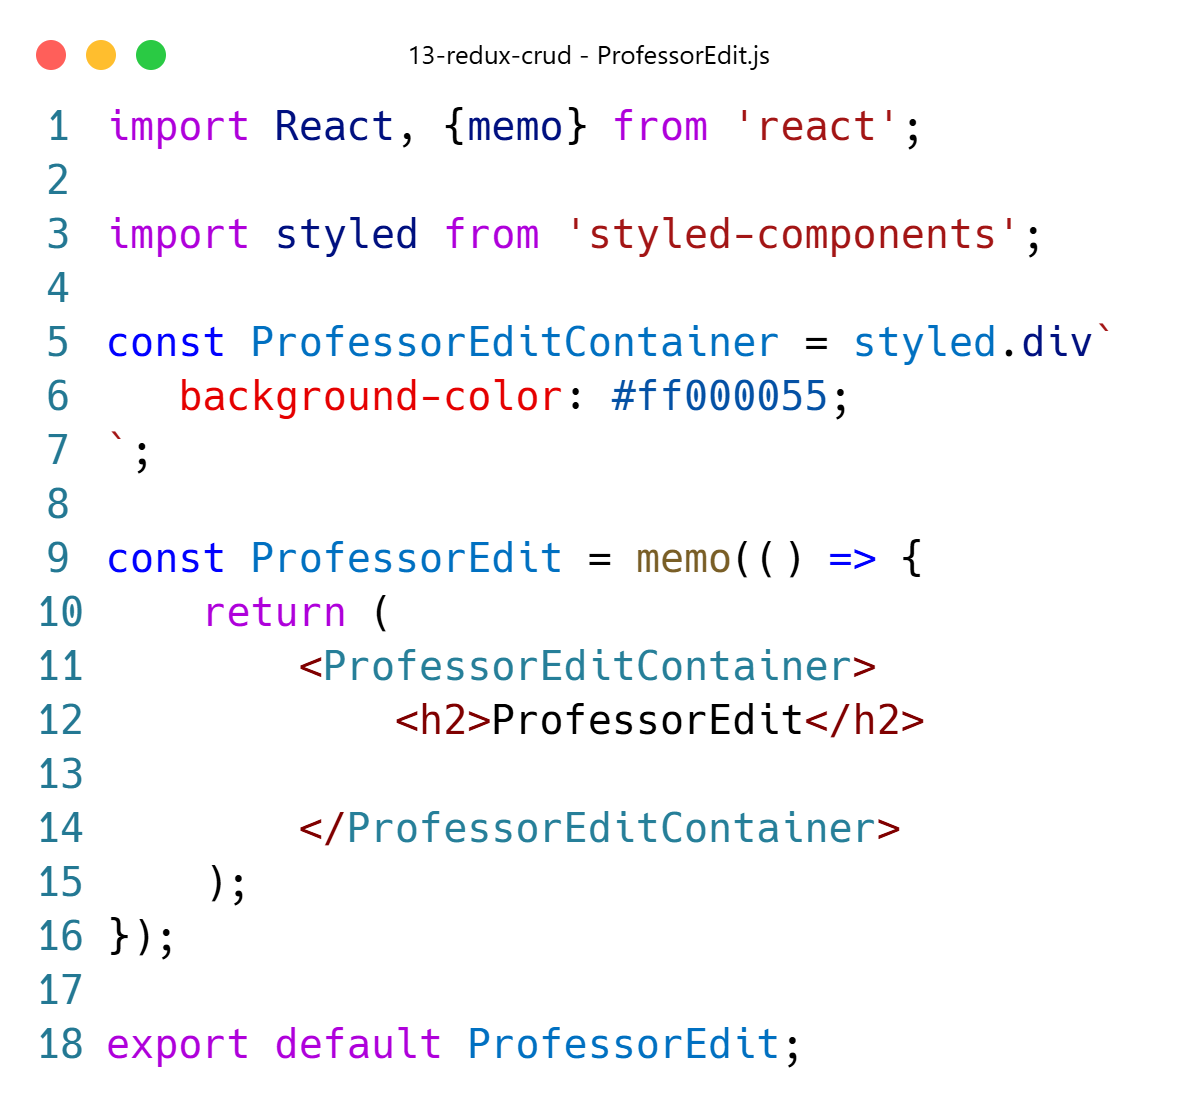 13-redux-crud - ProfessorEdit.js
1 import React, {memo} from 'react';
2
3 import styled from 'styled-components';
4
5 const ProfessorEditContainer = styled.div`
6    background-color: #ff000055;
7 `;
8
9 const ProfessorEdit = memo(() => {
10     return (
11         <ProfessorEditContainer>
12             <h2>ProfessorEdit</h2>
13
14         </ProfessorEditContainer>
15     );
16 });
17
18 export default ProfessorEdit;